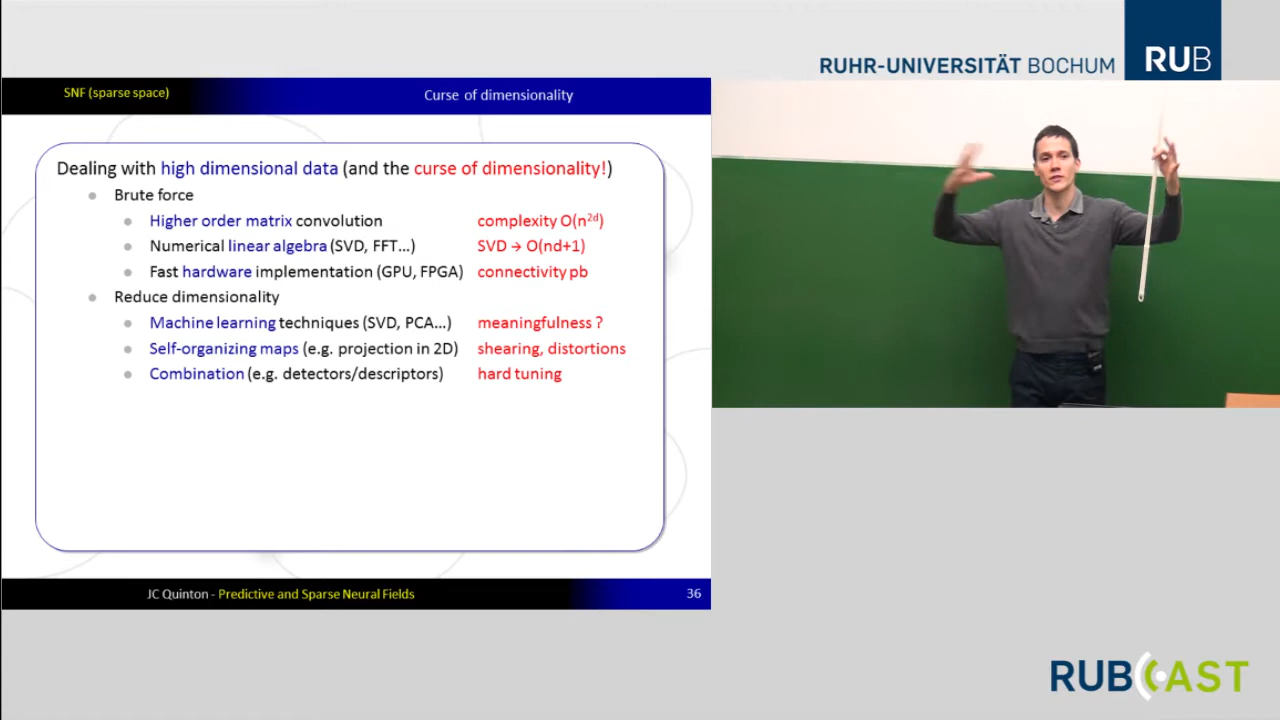 RUHR-UNIVERSITÄT BOCHUM RUB
SNF (sparse space) Curse of dimensionality
Dealing with high dimensional data (and the curse of dimensionality!)
Brute force
Higher order matrix convolution complexity O(n^2d)
Numerical linear algebra (SVD, FFT...) SVD → O(nd+1)
Fast hardware implementation (GPU, FPGA) connectivity pb
Reduce dimensionality
Machine learning techniques (SVD, PCA...) meaningfulness ?
Self-organizing maps (e.g. projection in 2D) shearing, distortions
Combination (e.g. detectors/descriptors) hard tuning
JC Quinton - Predictive and Sparse Neural Fields 36
RUBCAST